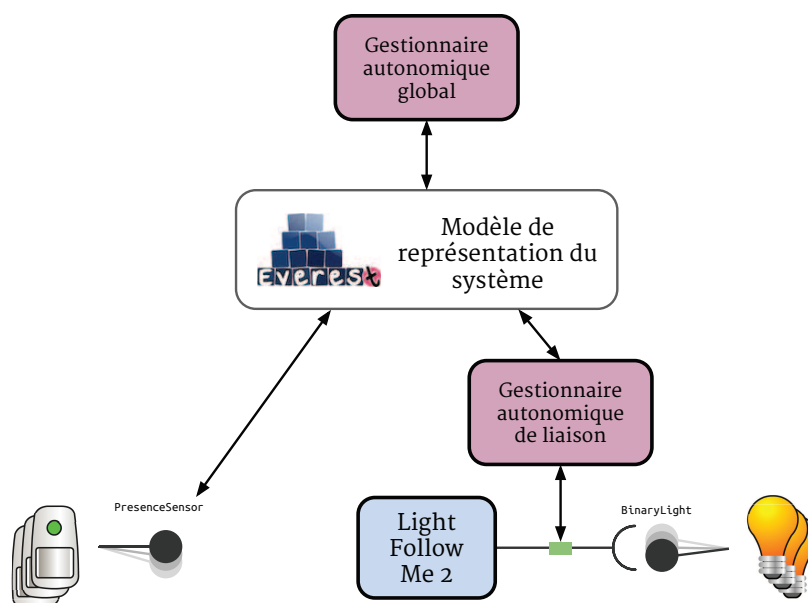 Gestionnaire
autonomique
global
Everest
Modèle de
représentation du
système
Gestionnaire
autonomique
de liaison
PresenceSensor
Light
Follow
Me 2
BinaryLight